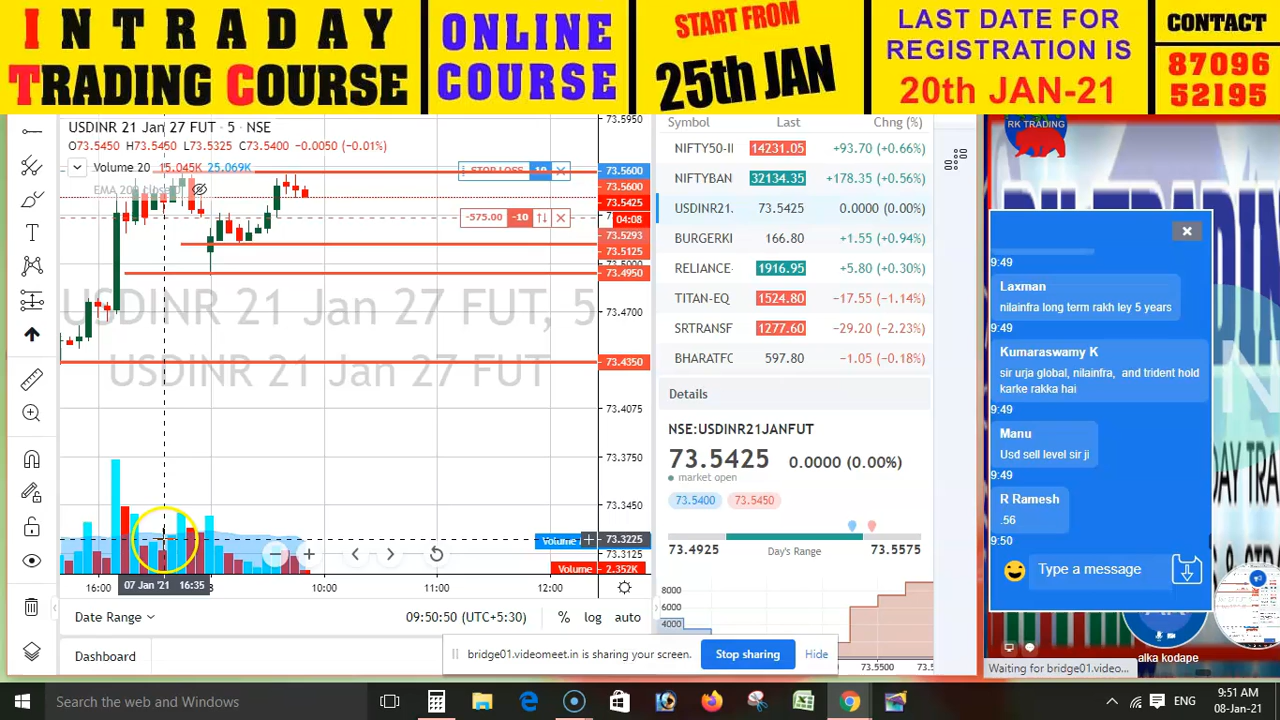 INTRADAY
TRADING COURSE
ONLINE
COURSE
START FROM
25th JAN
LAST DATE FOR
REGISTRATION IS
20th JAN-21
CONTACT
87096
52195
USDINR 21 Jan 27 FUT · 5 · NSE
O73.5450 H73.5450 L73.5325 C73.5400 -0.0050 (-0.01%)
Volume 20 15.045K 25.069K
EMA 200 close
STOP LOSS 10
-575.00 -10
73.5950
73.5600
73.5600
73.5425
04:08
73.5293
73.5125
73.5000
73.4950
73.4700
73.4350
73.4075
73.3750
73.3450
73.3225
73.3125
USDINR 21 Jan 27 FUT, 5
USDINR 21 Jan 27 FUT
Volume
Volume 2.352K
16:00
07 Jan '21 16:35
8
10:00
12:00
Date Range
09:50:50 (UTC+5:30)
% log auto
Dashboard
Symbol Last Chng (%)
NIFTY50-II 14231.05 +93.70 (+0.66%)
NIFTYBAN 32134.35 +178.35 (+0.56%)
USDINR21. 73.5425 0.0000 (0.00%)
BURGERKI 166.80 +1.55 (+0.94%)
RELIANCE- 1916.95 +5.80 (+0.30%)
TITAN-EQ 1524.80 -17.55 (-1.14%)
SRTRANSF 1277.60 -29.20 (-2.23%)
BHARATFC 597.80 -1.05 (-0.18%)
Details
NSE:USDINR21JANFUT
73.5425 0.0000 (0.00%)
market open
73.5400 73.5450
73.4925 Day's Range 73.5575
8000
6000
4000
73.5500 73.5
bridge01.videomeet.in is sharing your screen.
Stop sharing
Hide
RK TRADING
9:49
Laxman
nilainfra long term rakh ley 5 years
9:49
Kumaraswamy K
sir urja global, nilainfra, and trident hold
karke rakka hai
9:49
Manu
Usd sell level sir ji
9:49
R Ramesh
.56
9:50
Type a message
alka kodape
Waiting for bridge01.video...
Search the web and Windows
ENG
9:51 AM
08-Jan-21